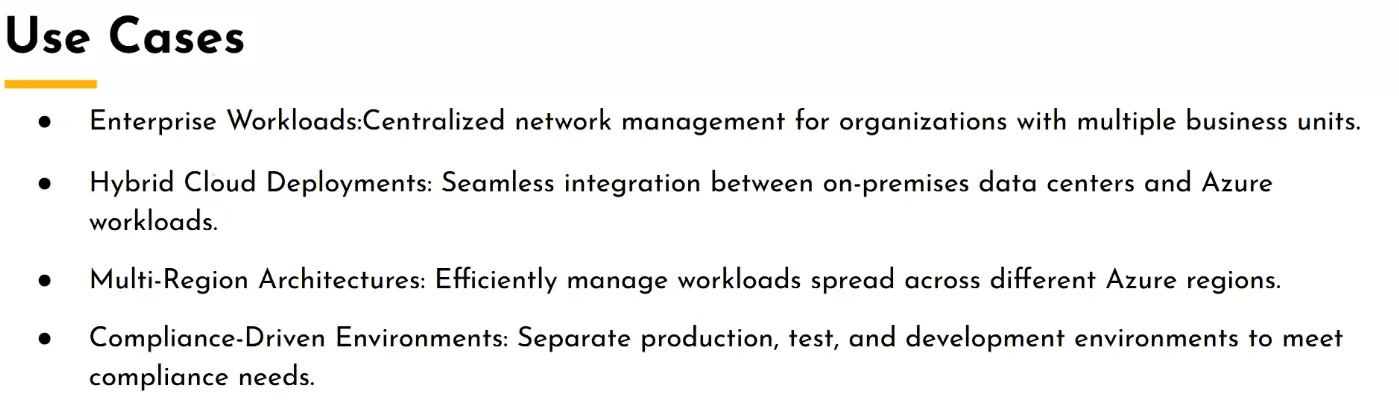 Use Cases
● Enterprise Workloads:Centralized network management for organizations with multiple business units.
● Hybrid Cloud Deployments: Seamless integration between on-premises data centers and Azure
workloads.
● Multi-Region Architectures: Efficiently manage workloads spread across different Azure regions.
● Compliance-Driven Environments: Separate production, test, and development environments to meet
compliance needs.